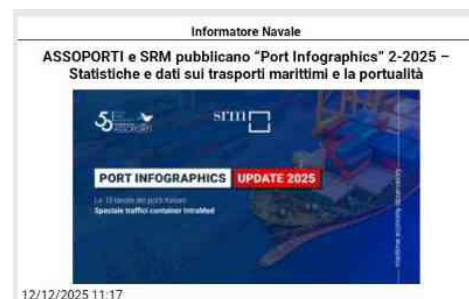 Informatore Navale
ASSOPORTI e SRM pubblicano “Port Infographics” 2-2025 –
Statistiche e dati sui trasporti marittimi e la portualità
srm
PORT INFOGRAPHICS UPDATE 2025
Speciale traffici container IntraMed
12/12/2025 11:17